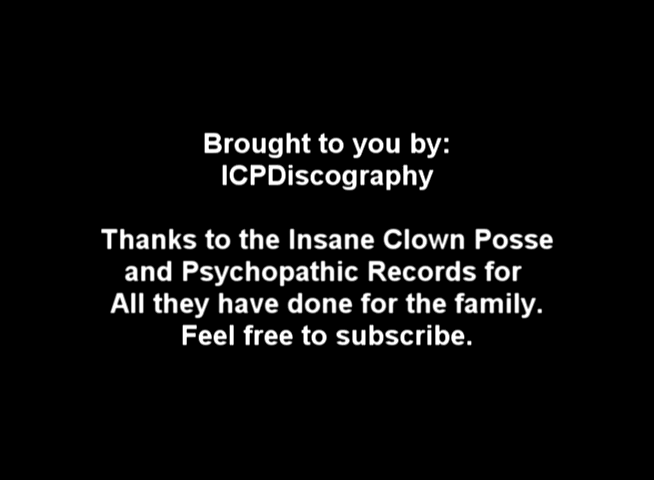 Brought to you by:
ICPDiscography
Thanks to the Insane Clown Posse
and Psychopathic Records for
All they have done for the family.
Feel free to subscribe.